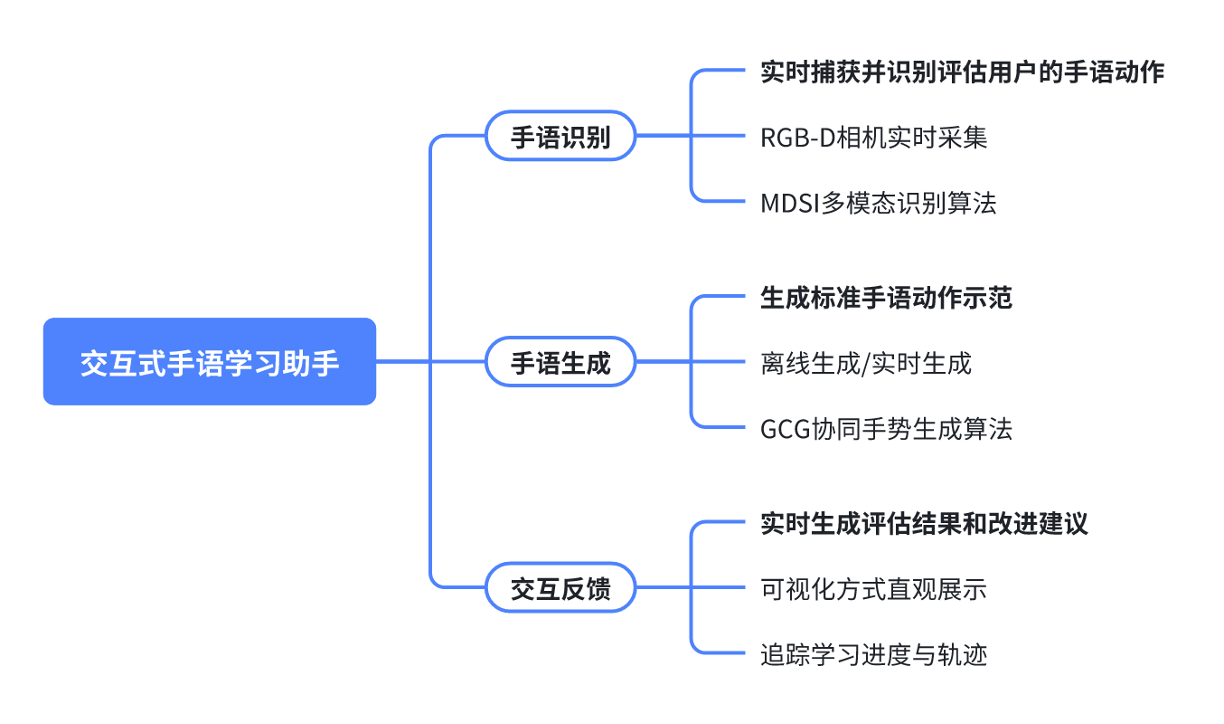 交互式手语学习助手
手语识别
实时捕获并识别评估用户的手语动作
RGB-D相机实时采集
MDSI多模态识别算法
手语生成
生成标准手语动作示范
离线生成/实时生成
GCG协同手势生成算法
交互反馈
实时生成评估结果和改进建议
可视化方式直观展示
追踪学习进度与轨迹